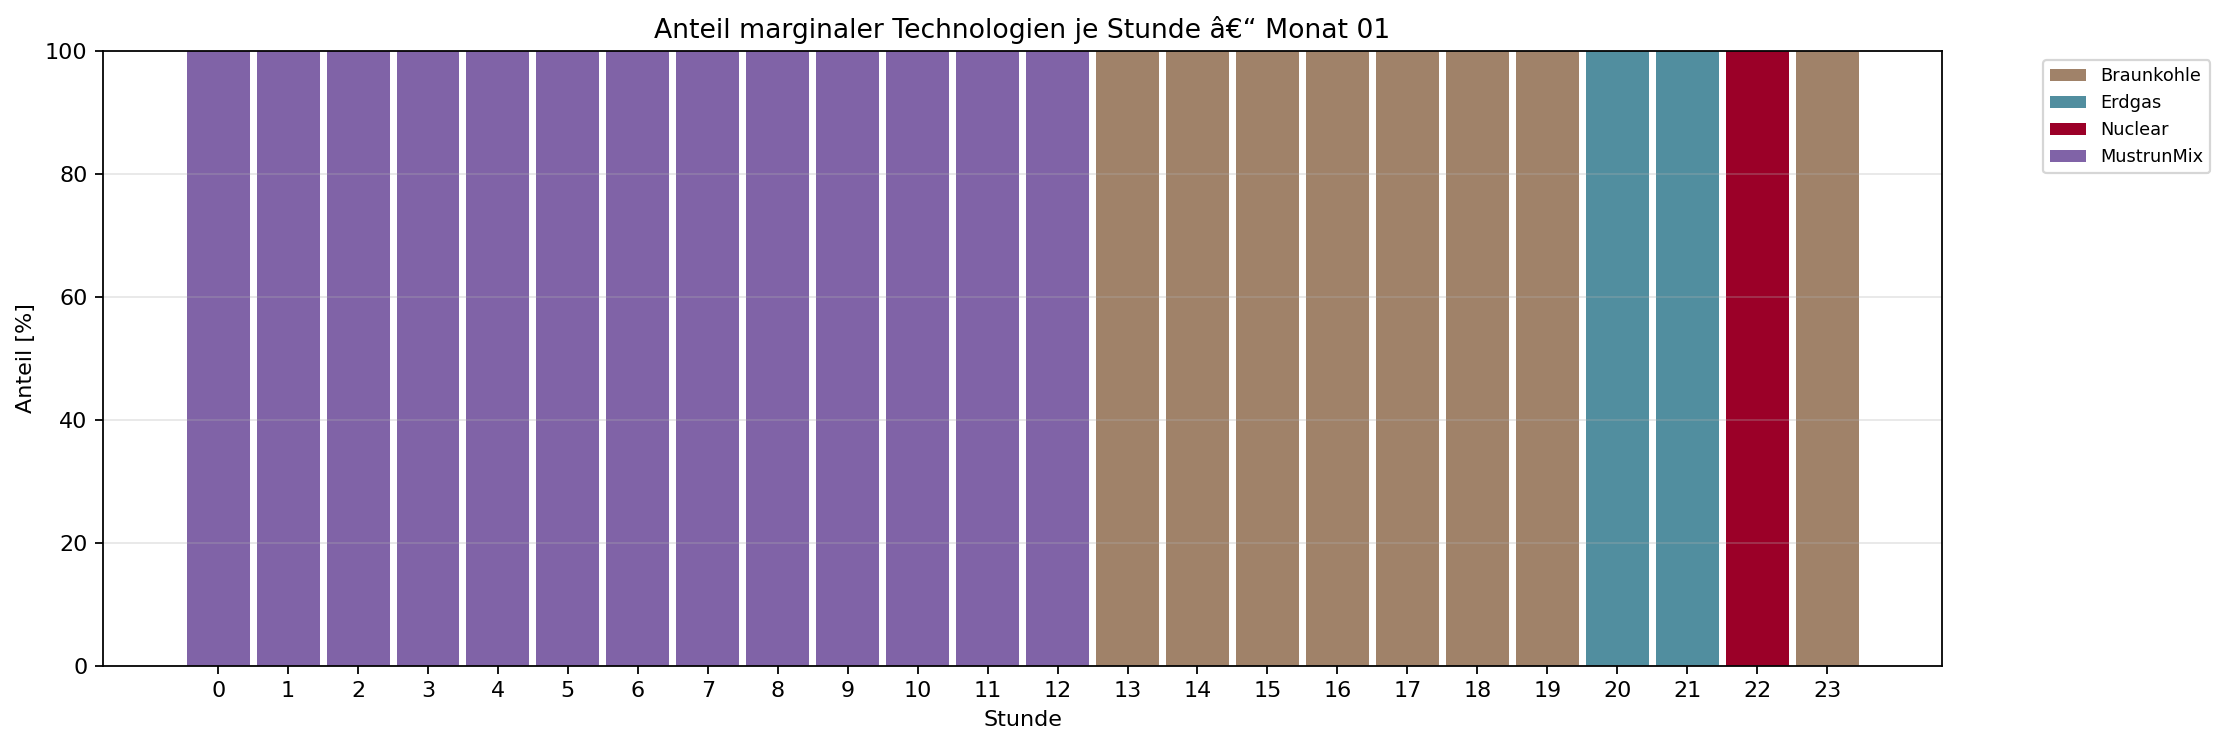 Anteil marginaler Technologien je Stunde â€“ Monat 01
Anteil [%]
100
80
60
40
20
0
0 1 2 3 4 5 6 7 8 9 10 11 12 13 14 15 16 17 18 19 20 21 22 23
Stunde
Braunkohle
Erdgas
Nuclear
MustrunMix